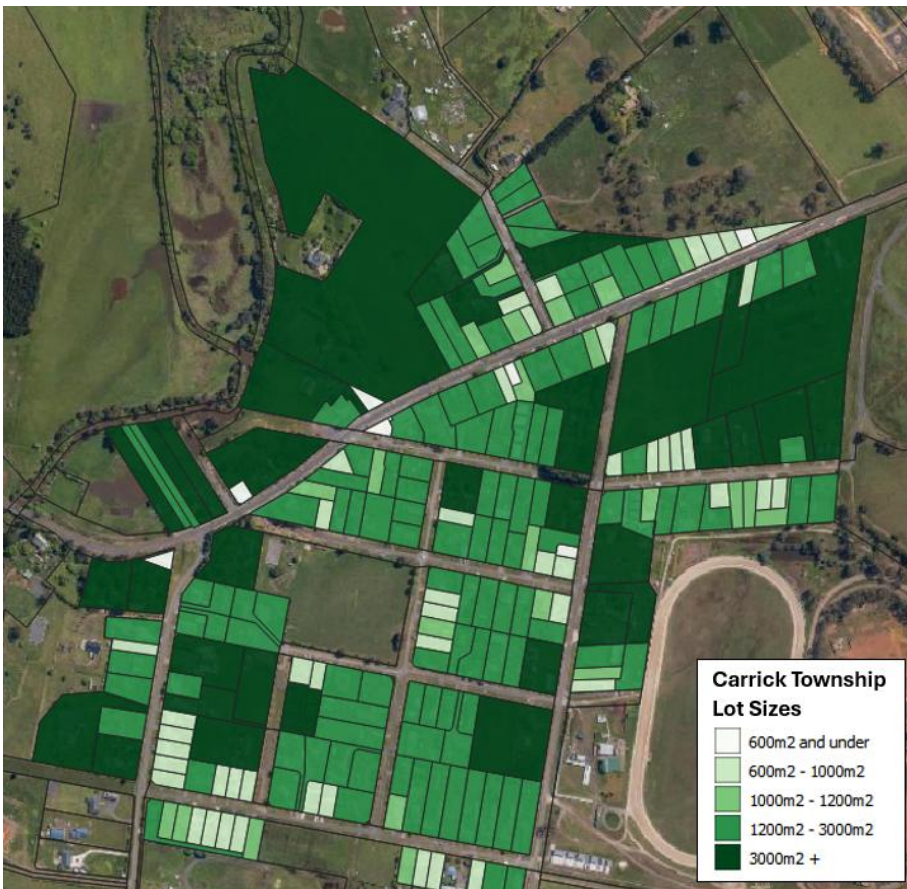 Carrick Township
Lot Sizes
600m2 and under
600m2 - 1000m2
1000m2 - 1200m2
1200m2 - 3000m2
3000m2 +